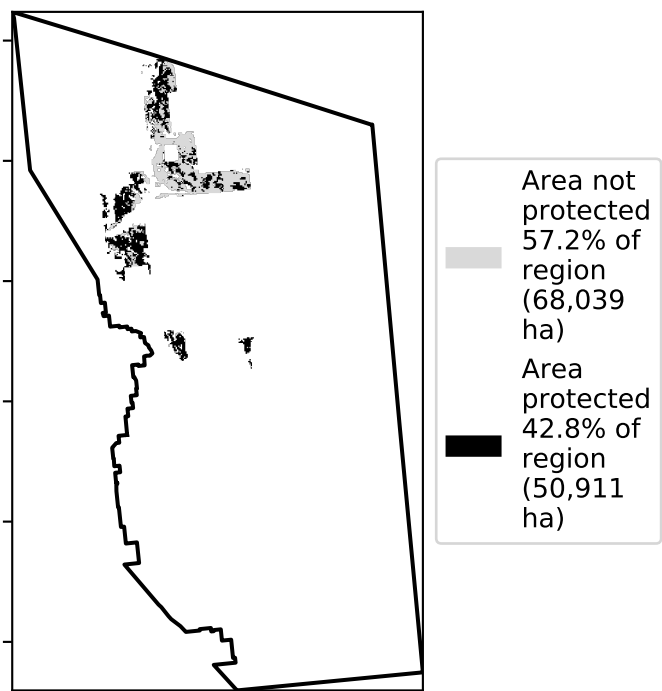 Area not
protected
57.2% of
region
(68,039
ha)
Area
protected
42.8% of
region
(50,911
ha)